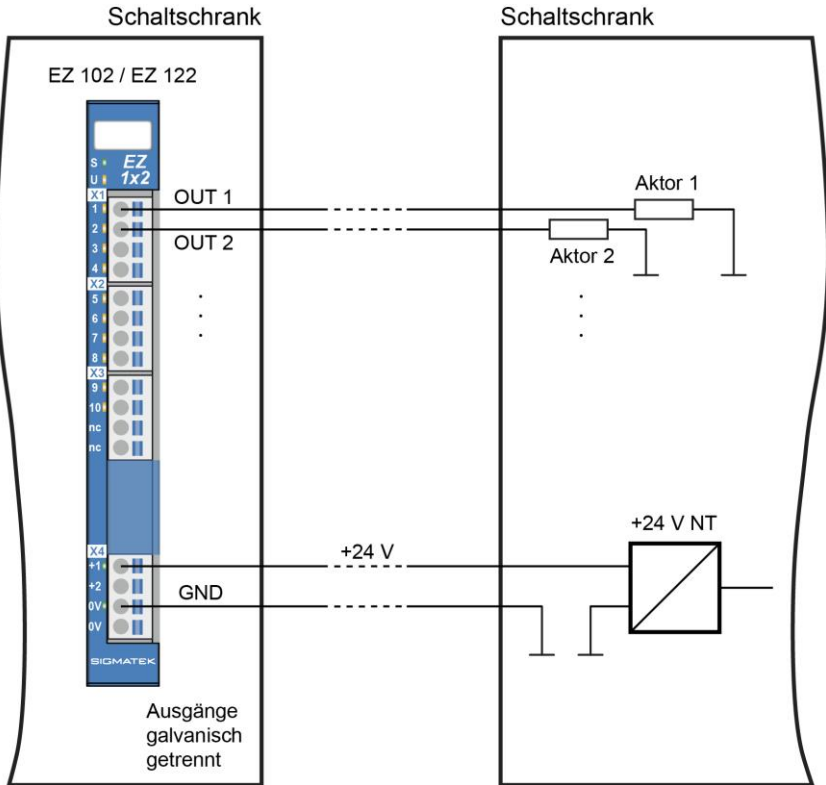 Schaltschrank
Schaltschrank
EZ 102 / EZ 122
S
EZ
U
1x2
X1
1
2
3
4
X2
5
6
7
8
X3
9
10
nc
nc
X4
+1
+2
0V
0V
SIGMATEK
OUT 1
OUT 2
Aktor 1
Aktor 2
+24 V
GND
+24 V NT
Ausgänge
galvanisch
getrennt